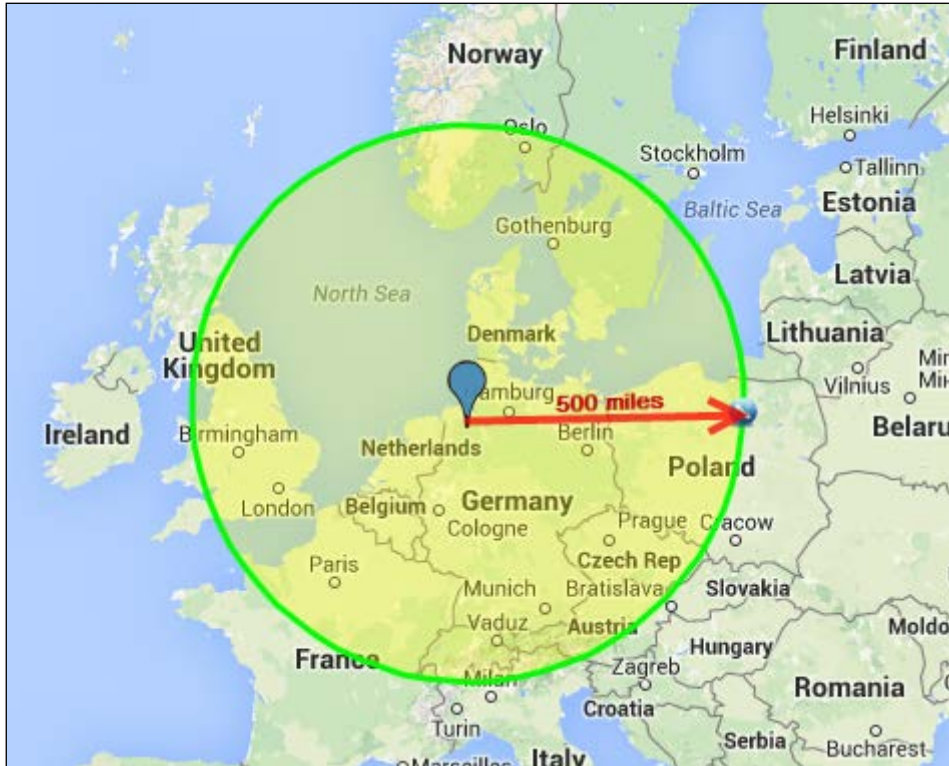 Norway
Finland
Oslo
Helsinki
Stockholm
Tallinn
Baltic Sea
Estonia
Gothenburg
Latvia
North Sea
Denmark
Lithuania
United
Kingdom
Vilnius
Hamburg
500 miles
Ireland
Birmingham
Netherlands
Berlin
Belaru
Poland
London
Belgium
Germany
Cologne
Prague
Cracow
Paris
Czech Rep
Munich
Bratislava
Slovakia
Vaduz
Austria
Hungary
Moldo
France
Milan
Zagreb
Romania
Turin
Croatia
Serbia
Bucharest
Italy
Marseilles